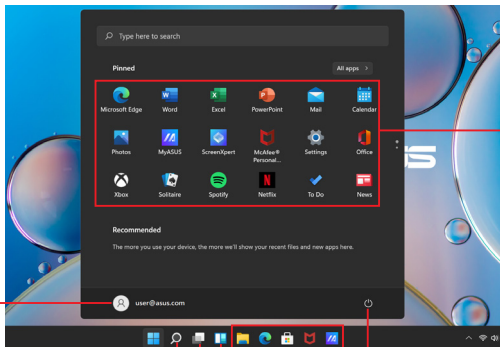 Type here to search
Pinned
All apps >
Microsoft Edge
Word
Excel
PowerPoint
Mail
Calendar
Photos
MyASUS
ScreenXpert
McAfee®
Personal...
Settings
Office
Xbox
Solitaire
Spotify
Netflix
To Do
News
Recommended
The more you use your device, the more we'll show your recent files and new apps here.
user@asus.com